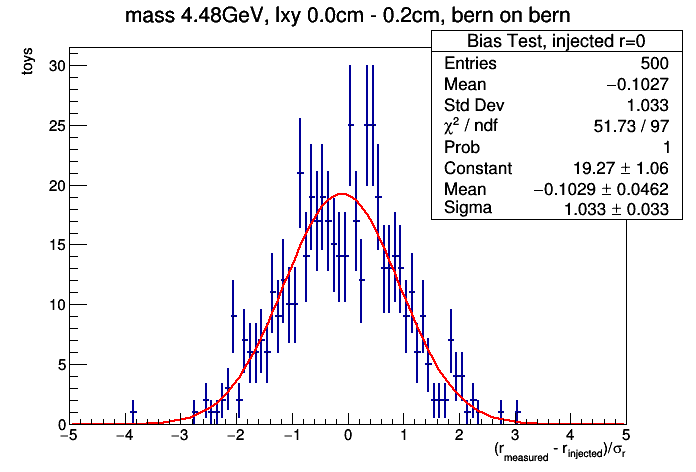 mass 4.48GeV, lxy 0.0cm - 0.2cm, bern on bern
Bias Test, injected r=0
Entries 500
Mean −0.1027
Std Dev 1.033
χ² / ndf 51.73 / 97
Prob 1
Constant 19.27 ± 1.06
Mean −0.1029 ± 0.0462
Sigma 1.033 ± 0.033
toys
30
25
20
15
10
5
0
−5 −4 −3 −2 −1 0 1 2 3 4 5
(r_measured - r_injected)/σ_r